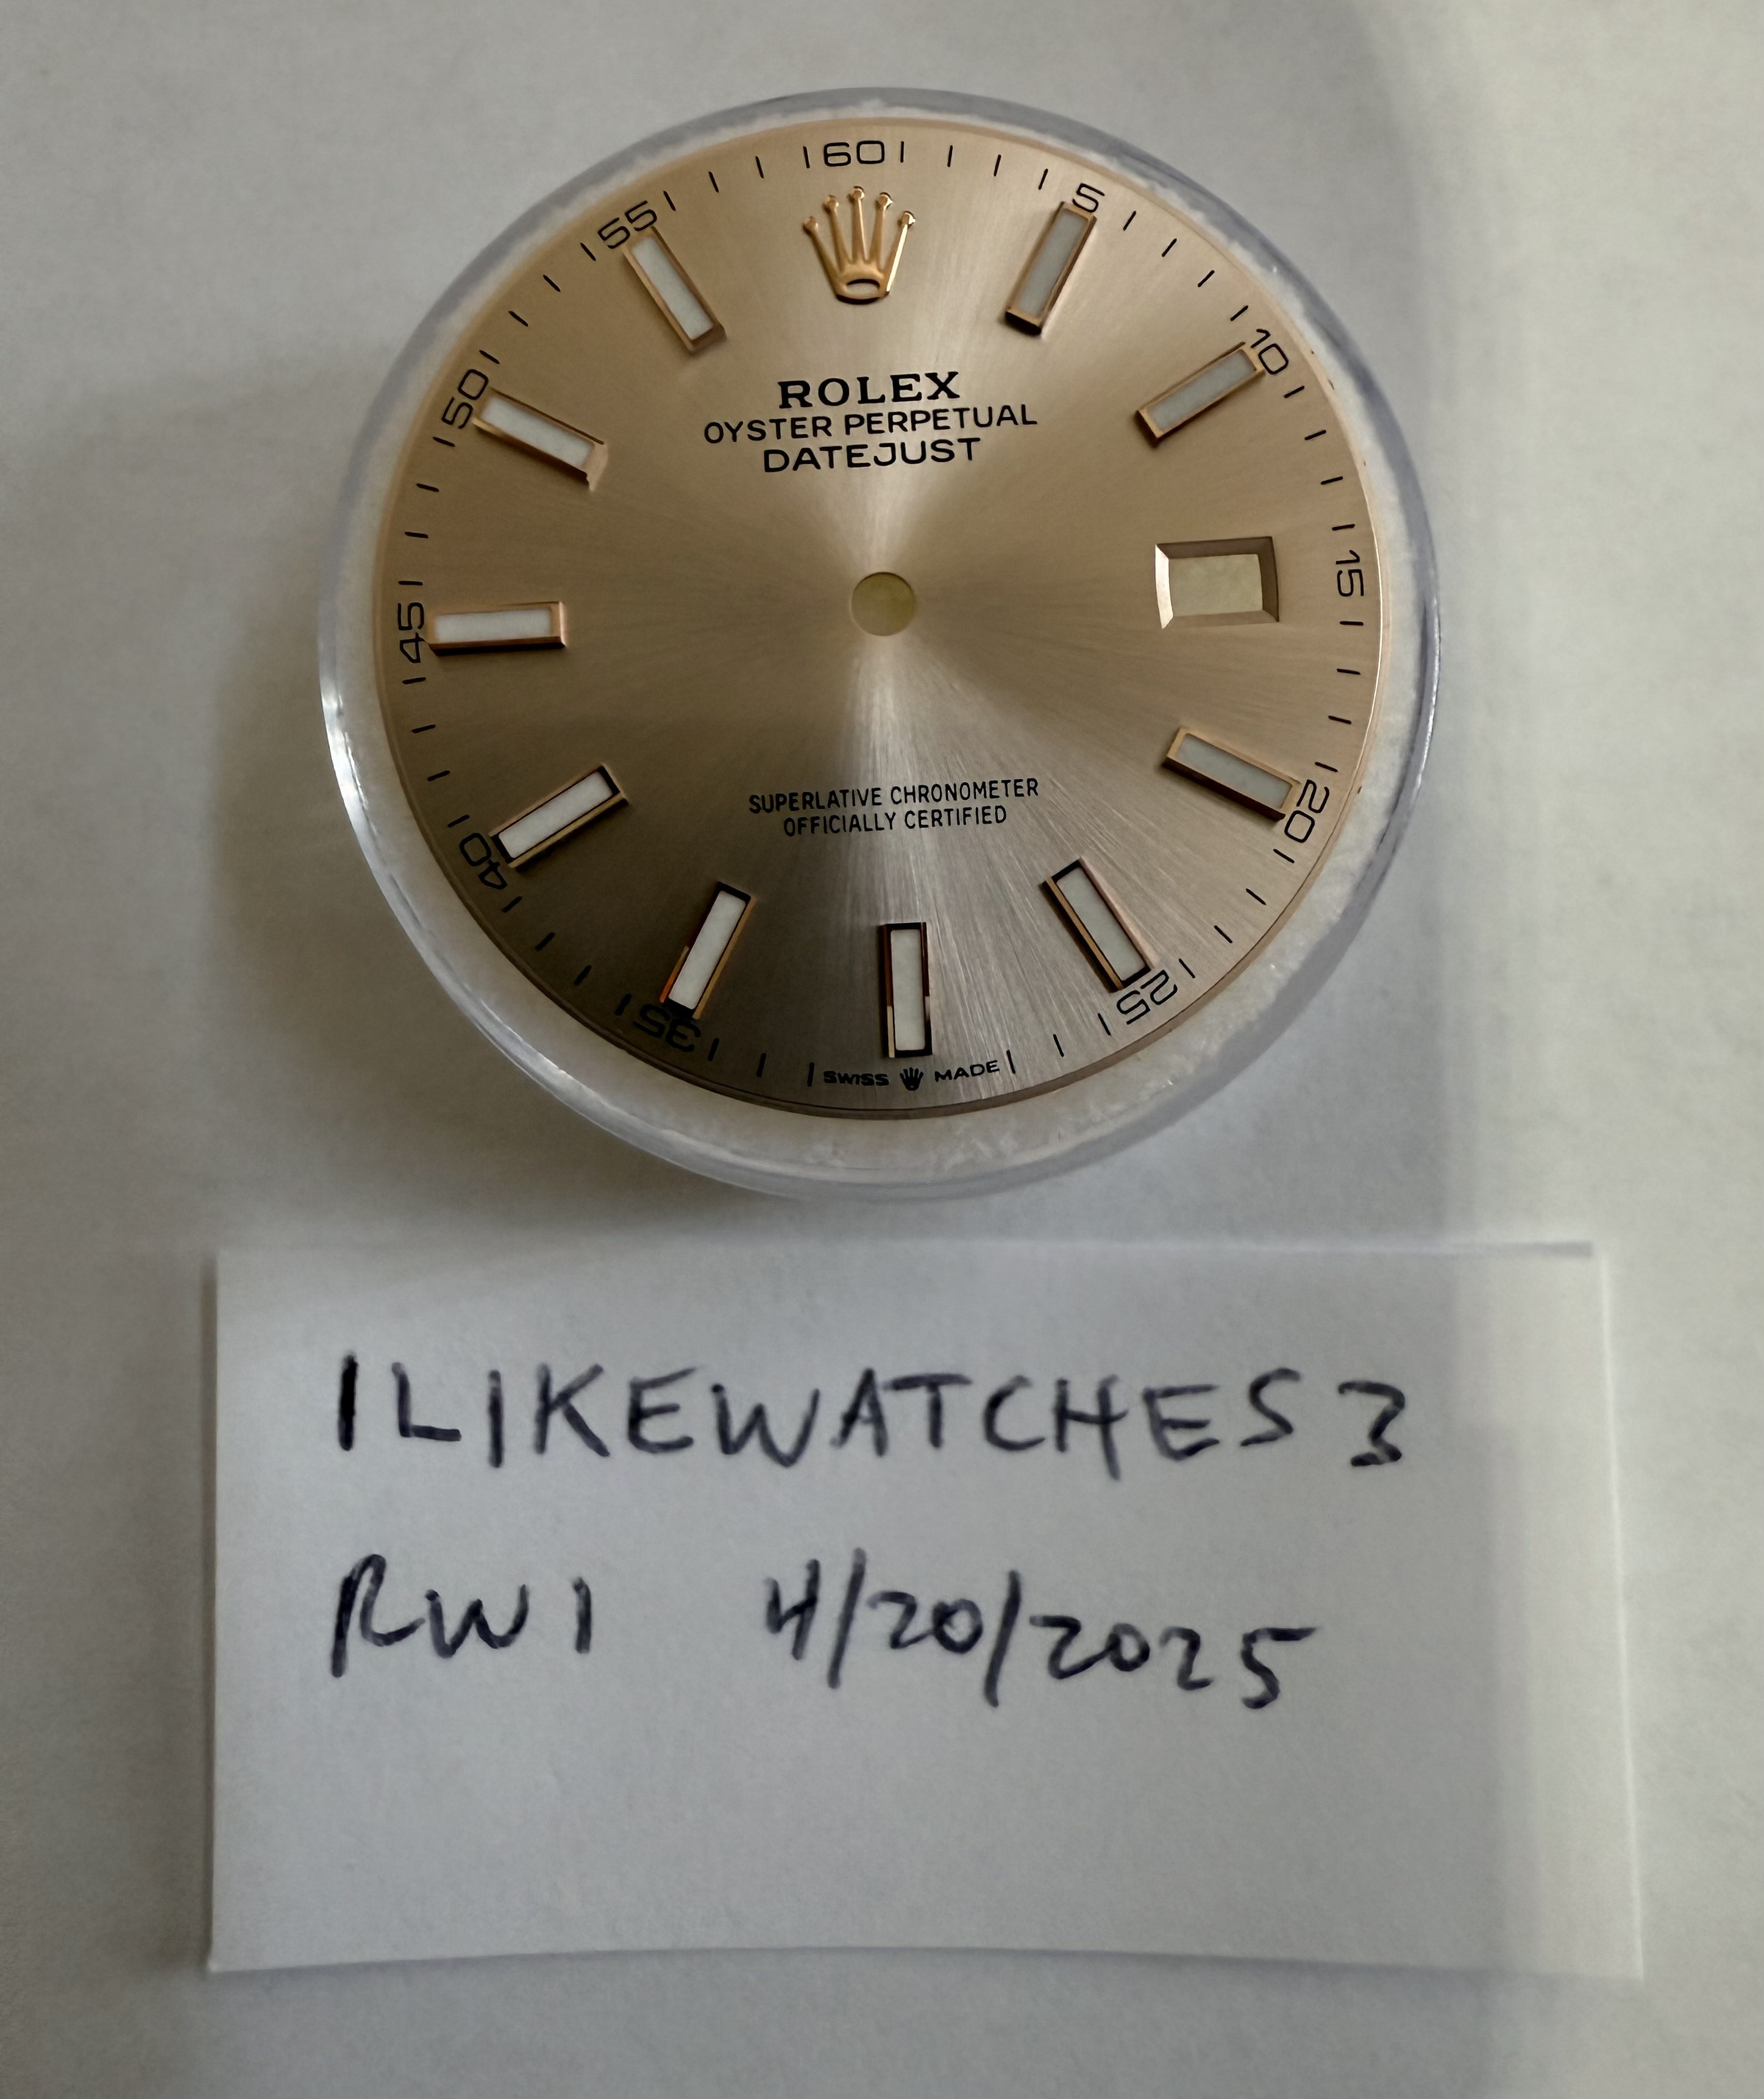 60
5
10
15
20
25
35
40
45
50
55
ROLEX
OYSTER PERPETUAL
DATEJUST
SUPERLATIVE CHRONOMETER
OFFICIALLY CERTIFIED
SWISS MADE
ILIKEWATCHES3
RWI 4/20/2025